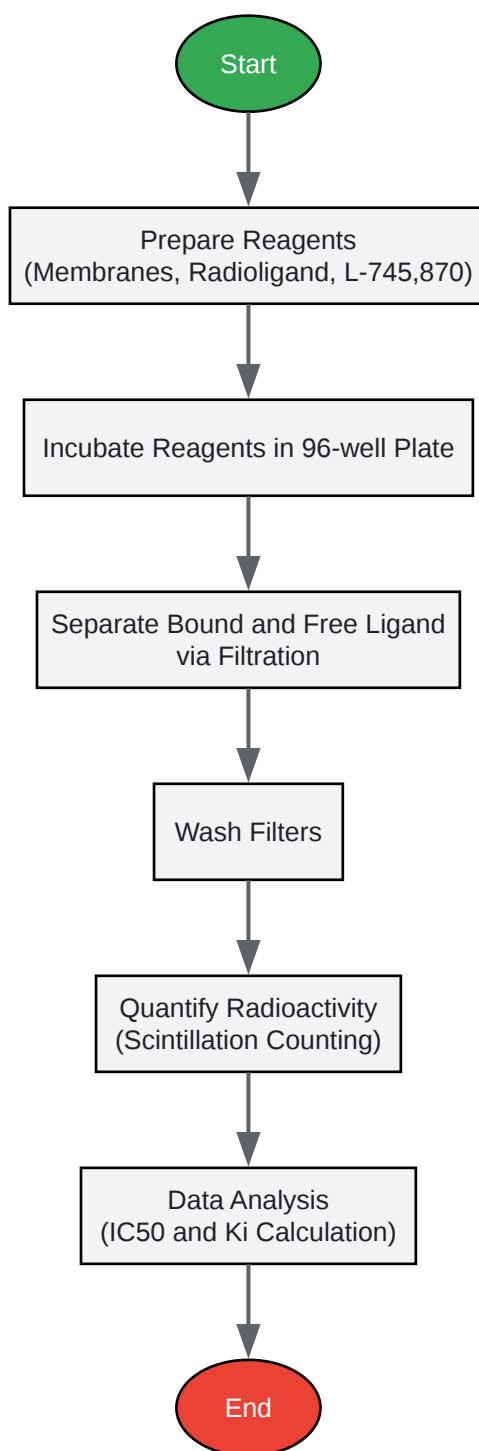 Start
Prepare Reagents
(Membranes, Radioligand, L-745,870)
Incubate Reagents in 96-well Plate
Separate Bound and Free Ligand
via Filtration
Wash Filters
Quantify Radioactivity
(Scintillation Counting)
Data Analysis
(IC50 and Ki Calculation)
End